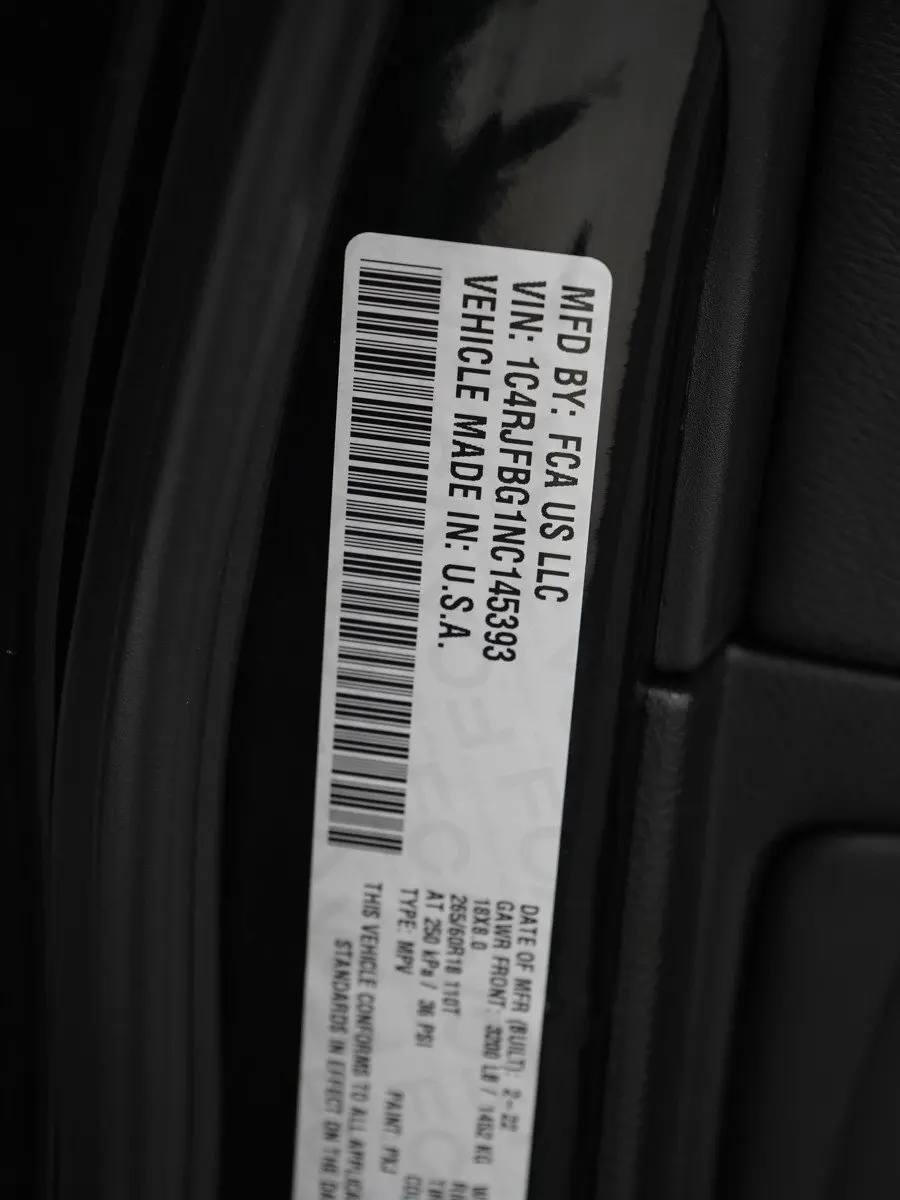 MFD BY: FCA US LLC
VIN: 1C4RJFBG1NC145393
VEHICLE MADE IN: U.S.A.
DATE OF MFR (BUILT): 2-22
GAWR FRONT: 3200 LB / 1452 KG
18X8.0
265/60R18 110T
AT 250 kPa / 36 PSI
TYPE: MPV PAINT: PXJ
THIS VEHICLE CONFORMS TO ALL
STANDARDS IN EFFECT ON THE